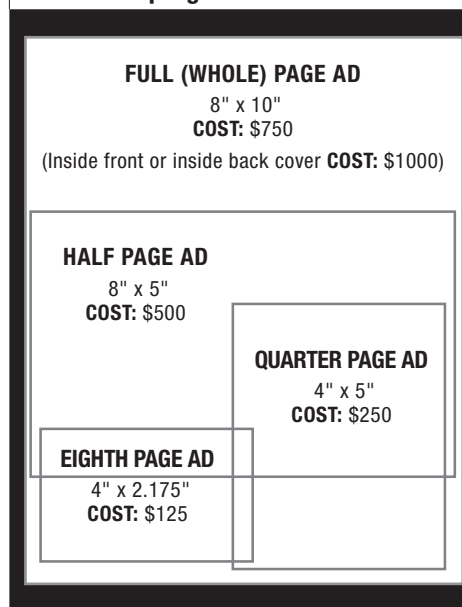 FULL (WHOLE) PAGE AD
8" x 10"
COST: $750
(Inside front or inside back cover COST: $1000)
HALF PAGE AD
8" x 5"
COST: $500
QUARTER PAGE AD
4" x 5"
COST: $250
EIGHTH PAGE AD
4" x 2.175"
COST: $125